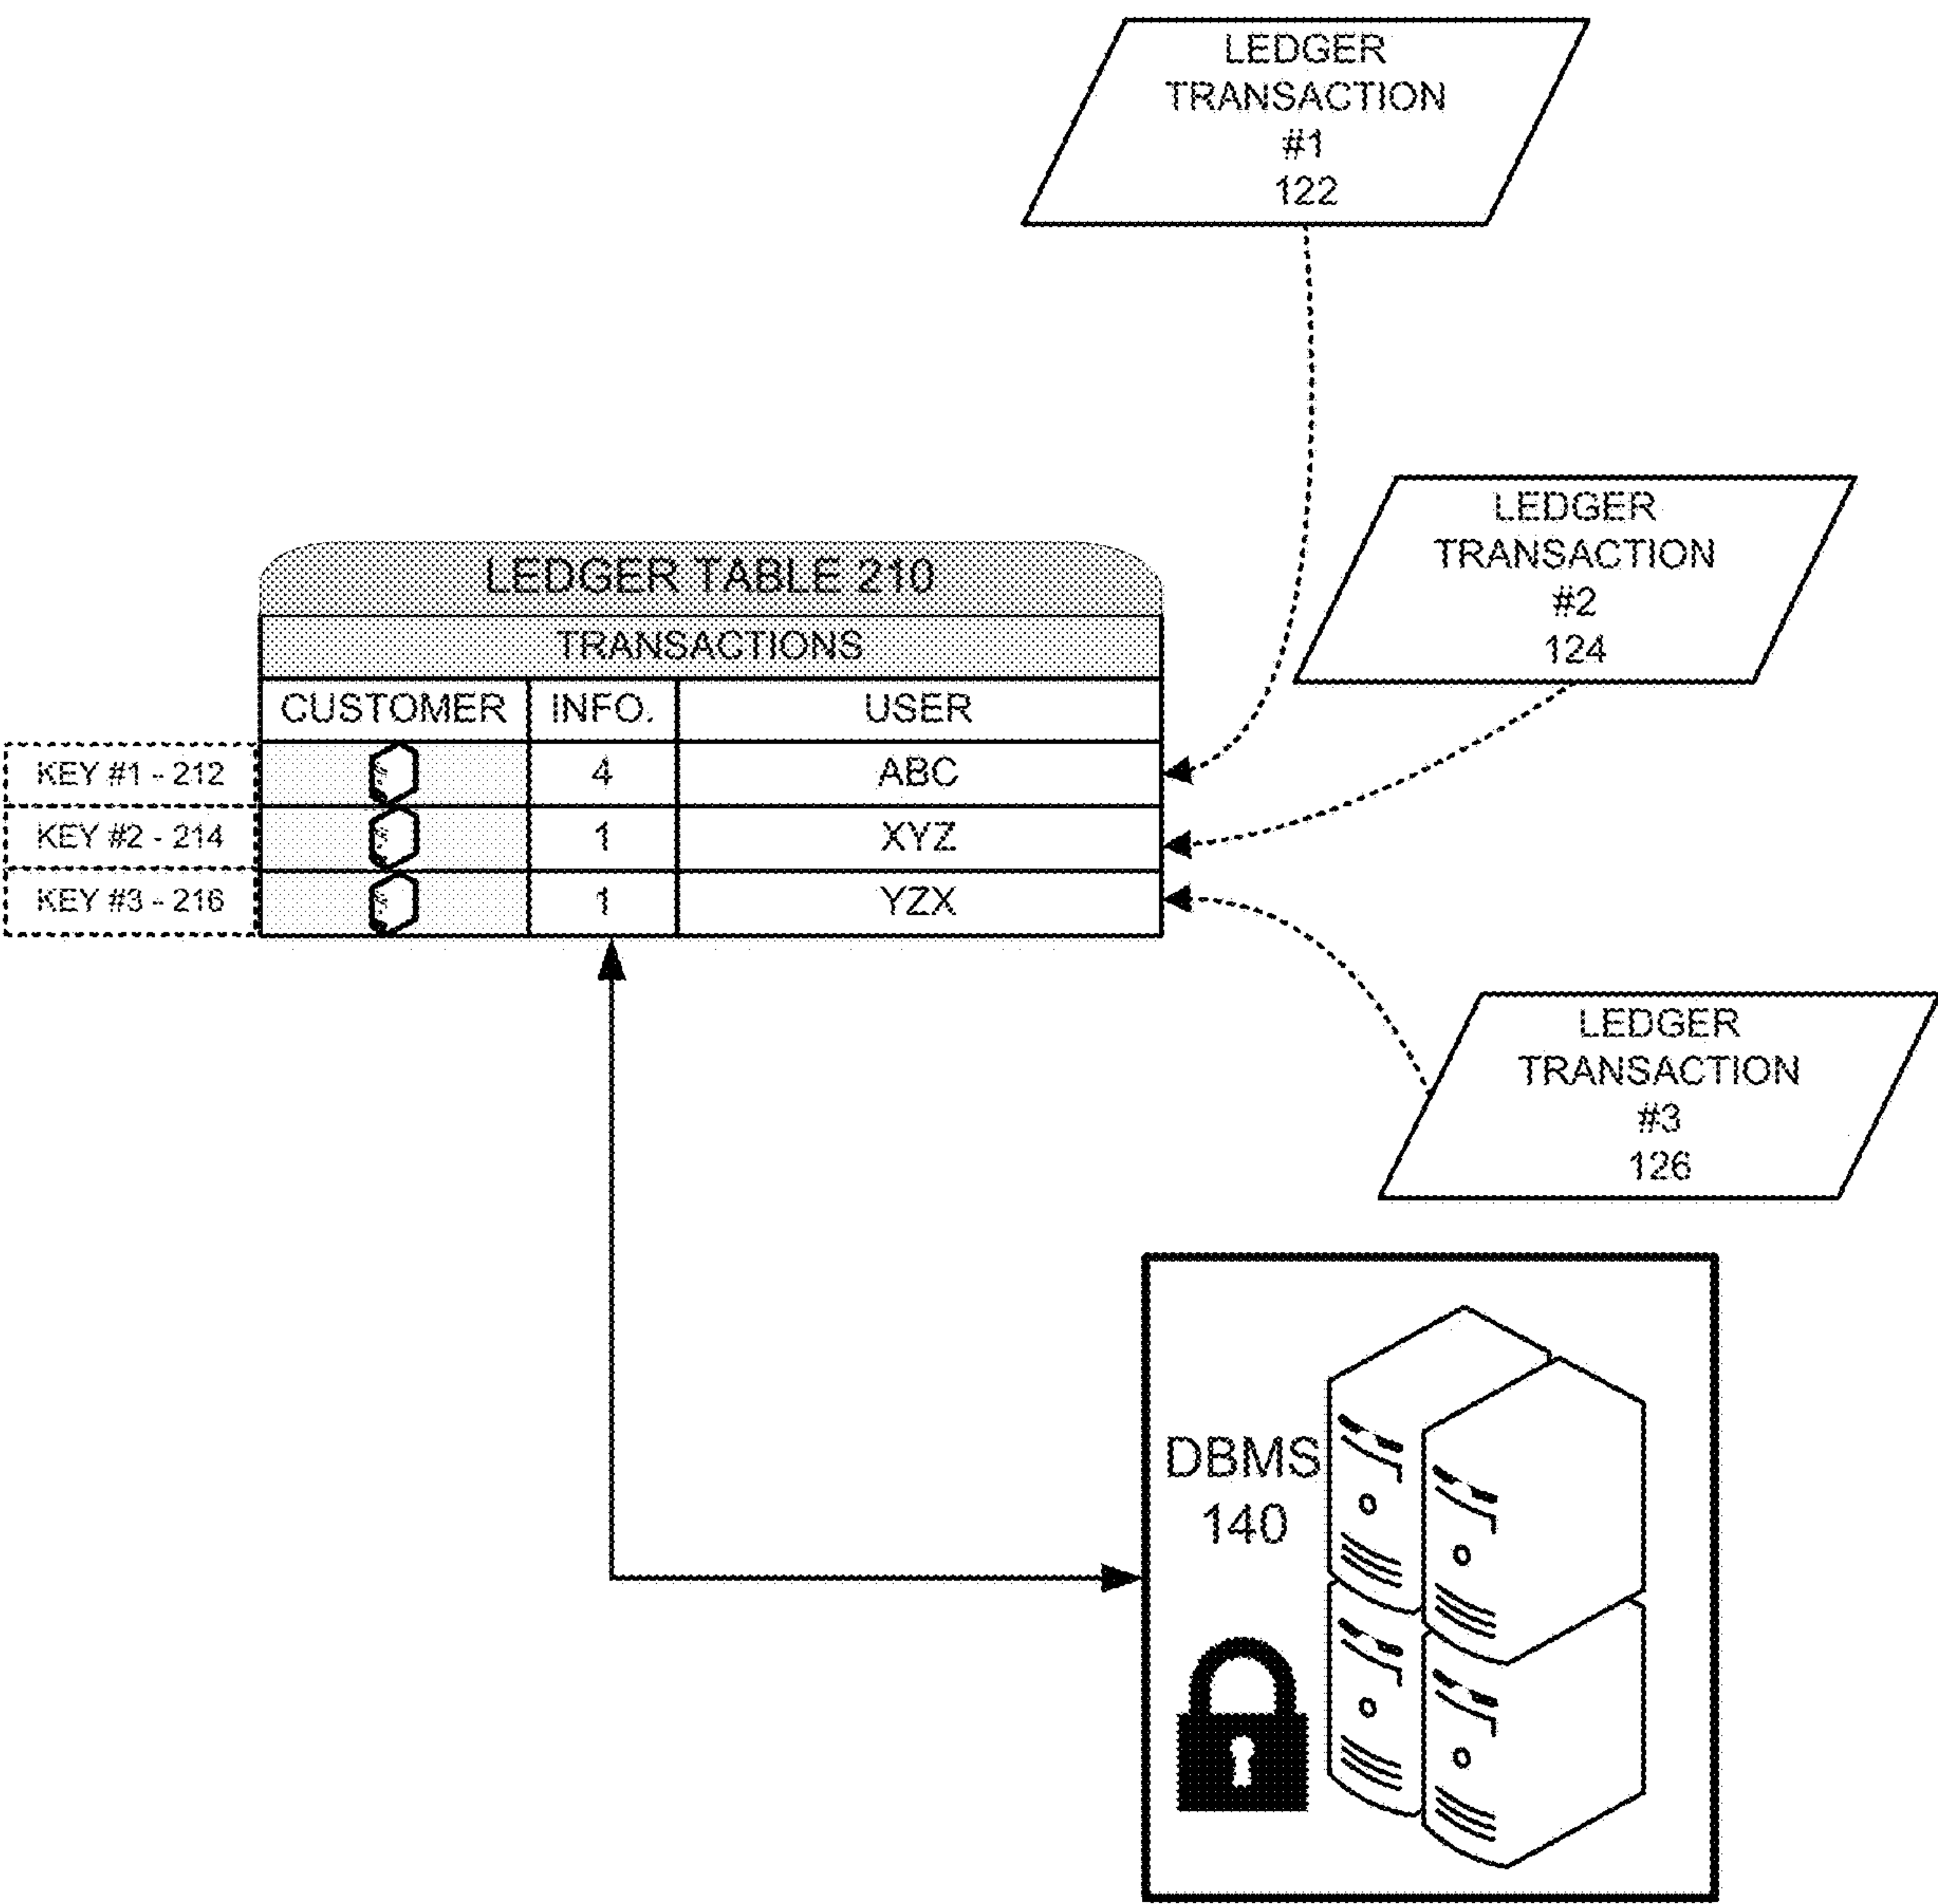 LEDGER
TRANSACTION
#1
122
LEDGER
TRANSACTION
#2
124
LEDGER TABLE 210
TRANSACTIONS
CUSTOMER INFO. USER
KEY #1 - 212 4 ABC
KEY #2 - 214 1 XYZ
KEY #3 - 216 1 YZX
LEDGER
TRANSACTION
#3
126
DBMS
140